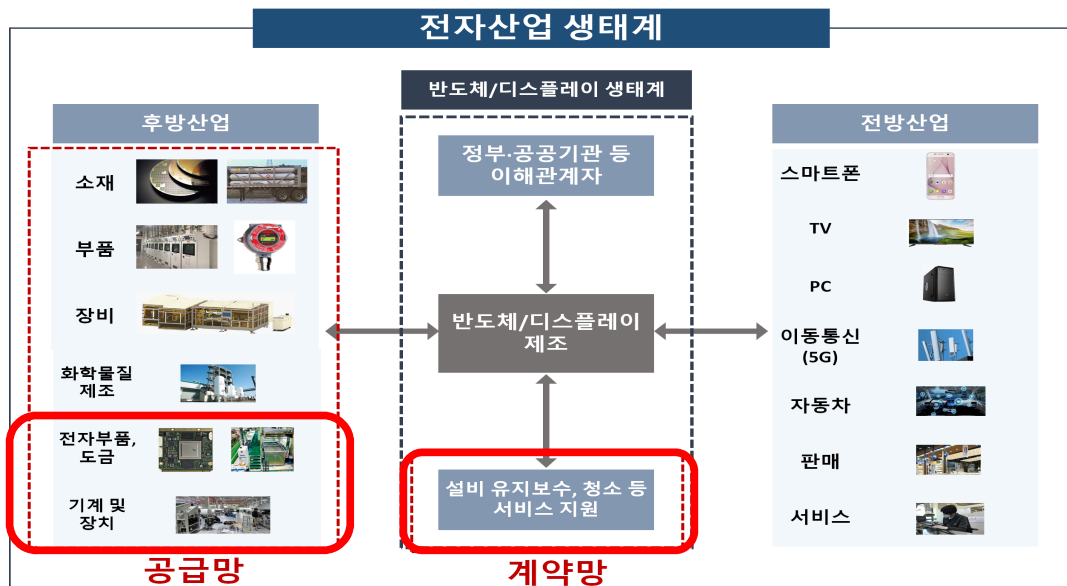 전자산업 생태계
후방산업
소재
부품
장비
화학물질
제조
전자부품,
도금
기계 및
장치
공급망
반도체/디스플레이 생태계
정부·공공기관 등
이해관계자
반도체/디스플레이
제조
설비 유지보수, 청소 등
서비스 지원
계약망
전방산업
스마트폰
TV
PC
이동통신
(5G)
자동차
판매
서비스